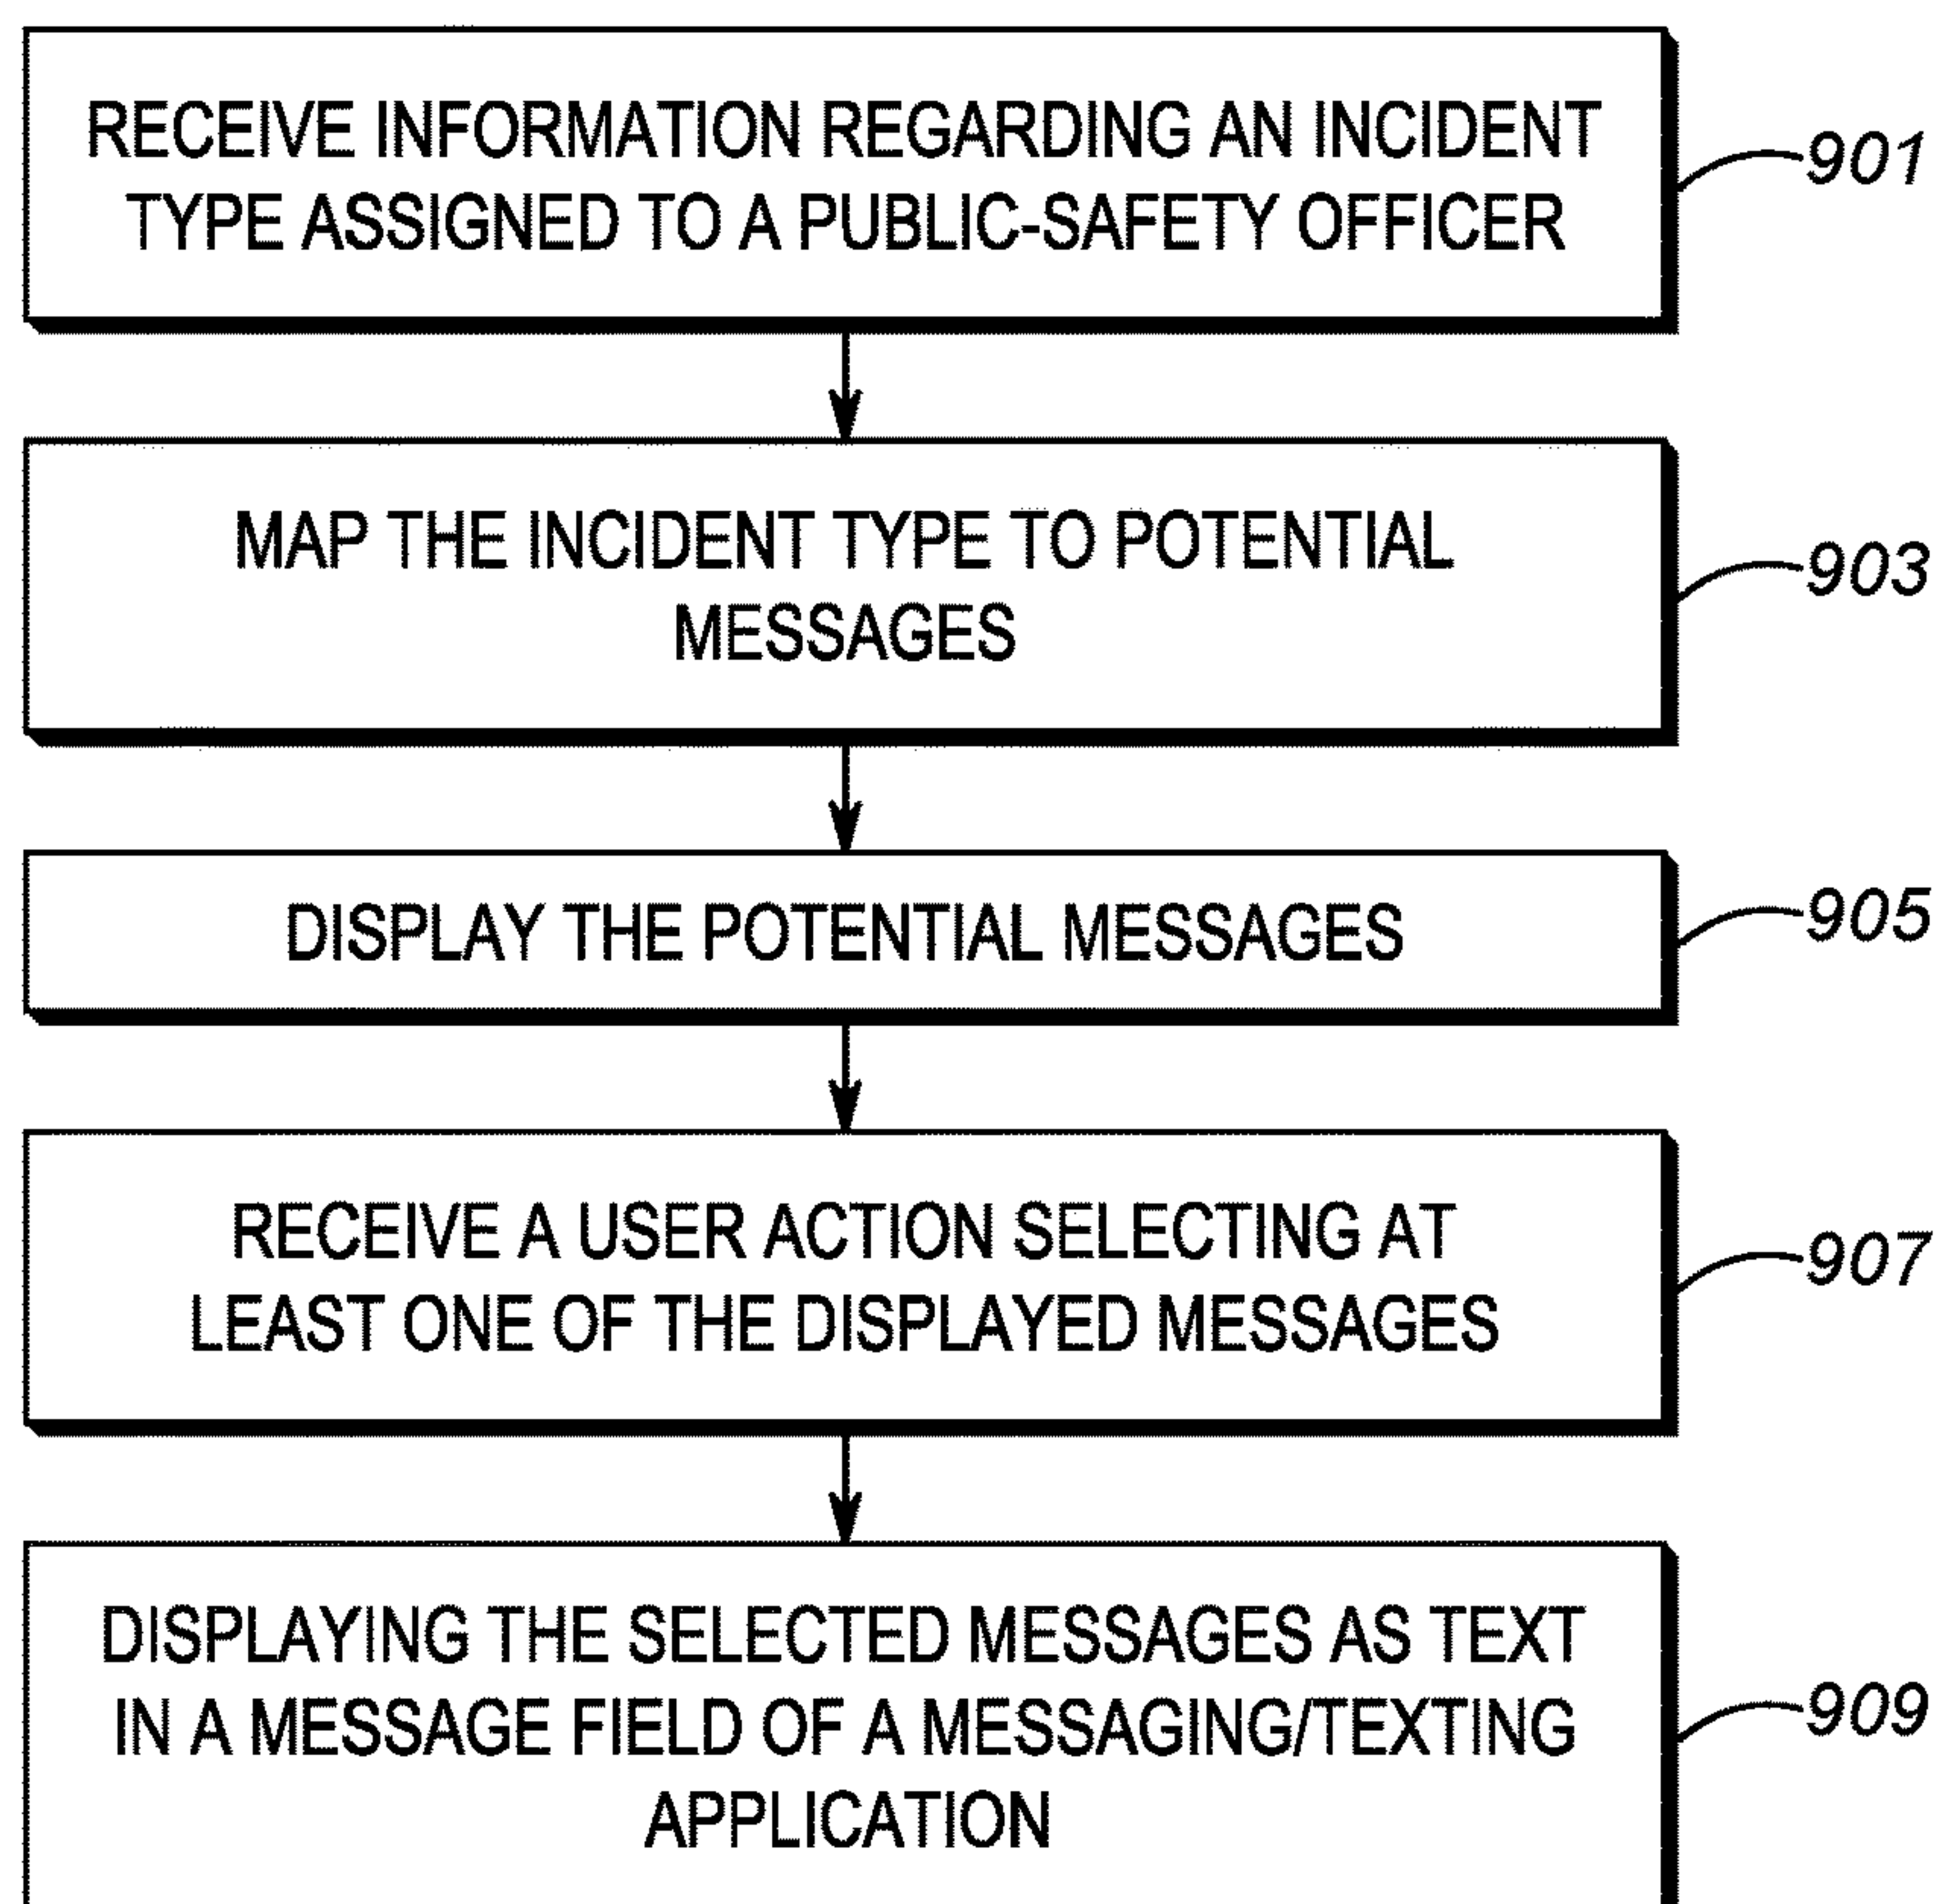 RECEIVE INFORMATION REGARDING AN INCIDENT
TYPE ASSIGNED TO A PUBLIC-SAFETY OFFICER
901
MAP THE INCIDENT TYPE TO POTENTIAL
MESSAGES
903
DISPLAY THE POTENTIAL MESSAGES
905
RECEIVE A USER ACTION SELECTING AT
LEAST ONE OF THE DISPLAYED MESSAGES
907
DISPLAYING THE SELECTED MESSAGES AS TEXT
IN A MESSAGE FIELD OF A MESSAGING/TEXTING
APPLICATION
909